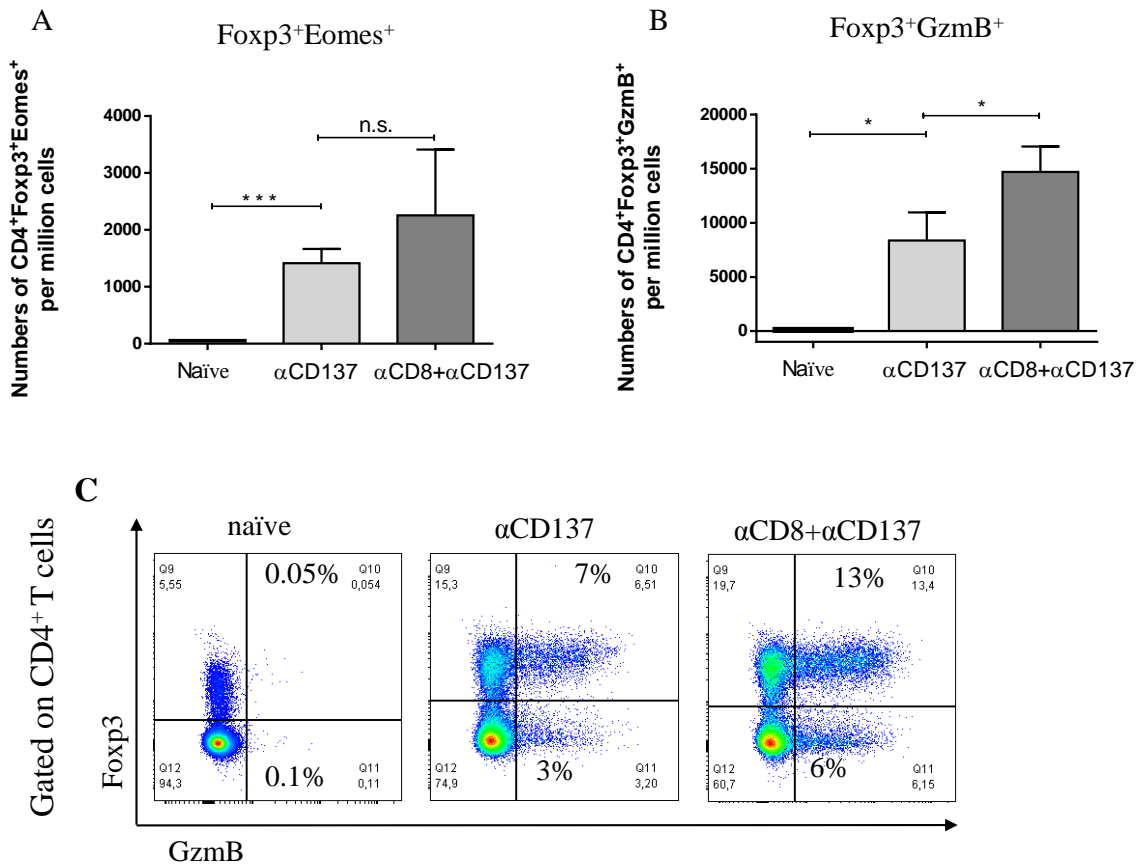 A
Foxp3⁺Eomes⁺
Numbers of CD4⁺Foxp3⁺Eomes⁺
per million cells
4000
3000
2000
1000
0
* * *
n.s.
Naïve
αCD137
αCD8+αCD137
B
Foxp3⁺GzmB⁺
Numbers of CD4⁺Foxp3⁺GzmB⁺
per million cells
20000
15000
10000
5000
0
*
*
Naïve
αCD137
αCD8+αCD137
C
Gated on CD4⁺ T cells
Foxp3
GzmB
naïve
Q9
5,55
0.05%
Q10
0,054
Q12
94,3
0.1%
Q11
0,11
αCD137
Q9
15,3
7%
Q10
6,51
Q12
74,9
3%
Q11
3,20
αCD8+αCD137
Q9
19,7
13%
Q10
13,4
Q12
60,7
6%
Q11
6,15